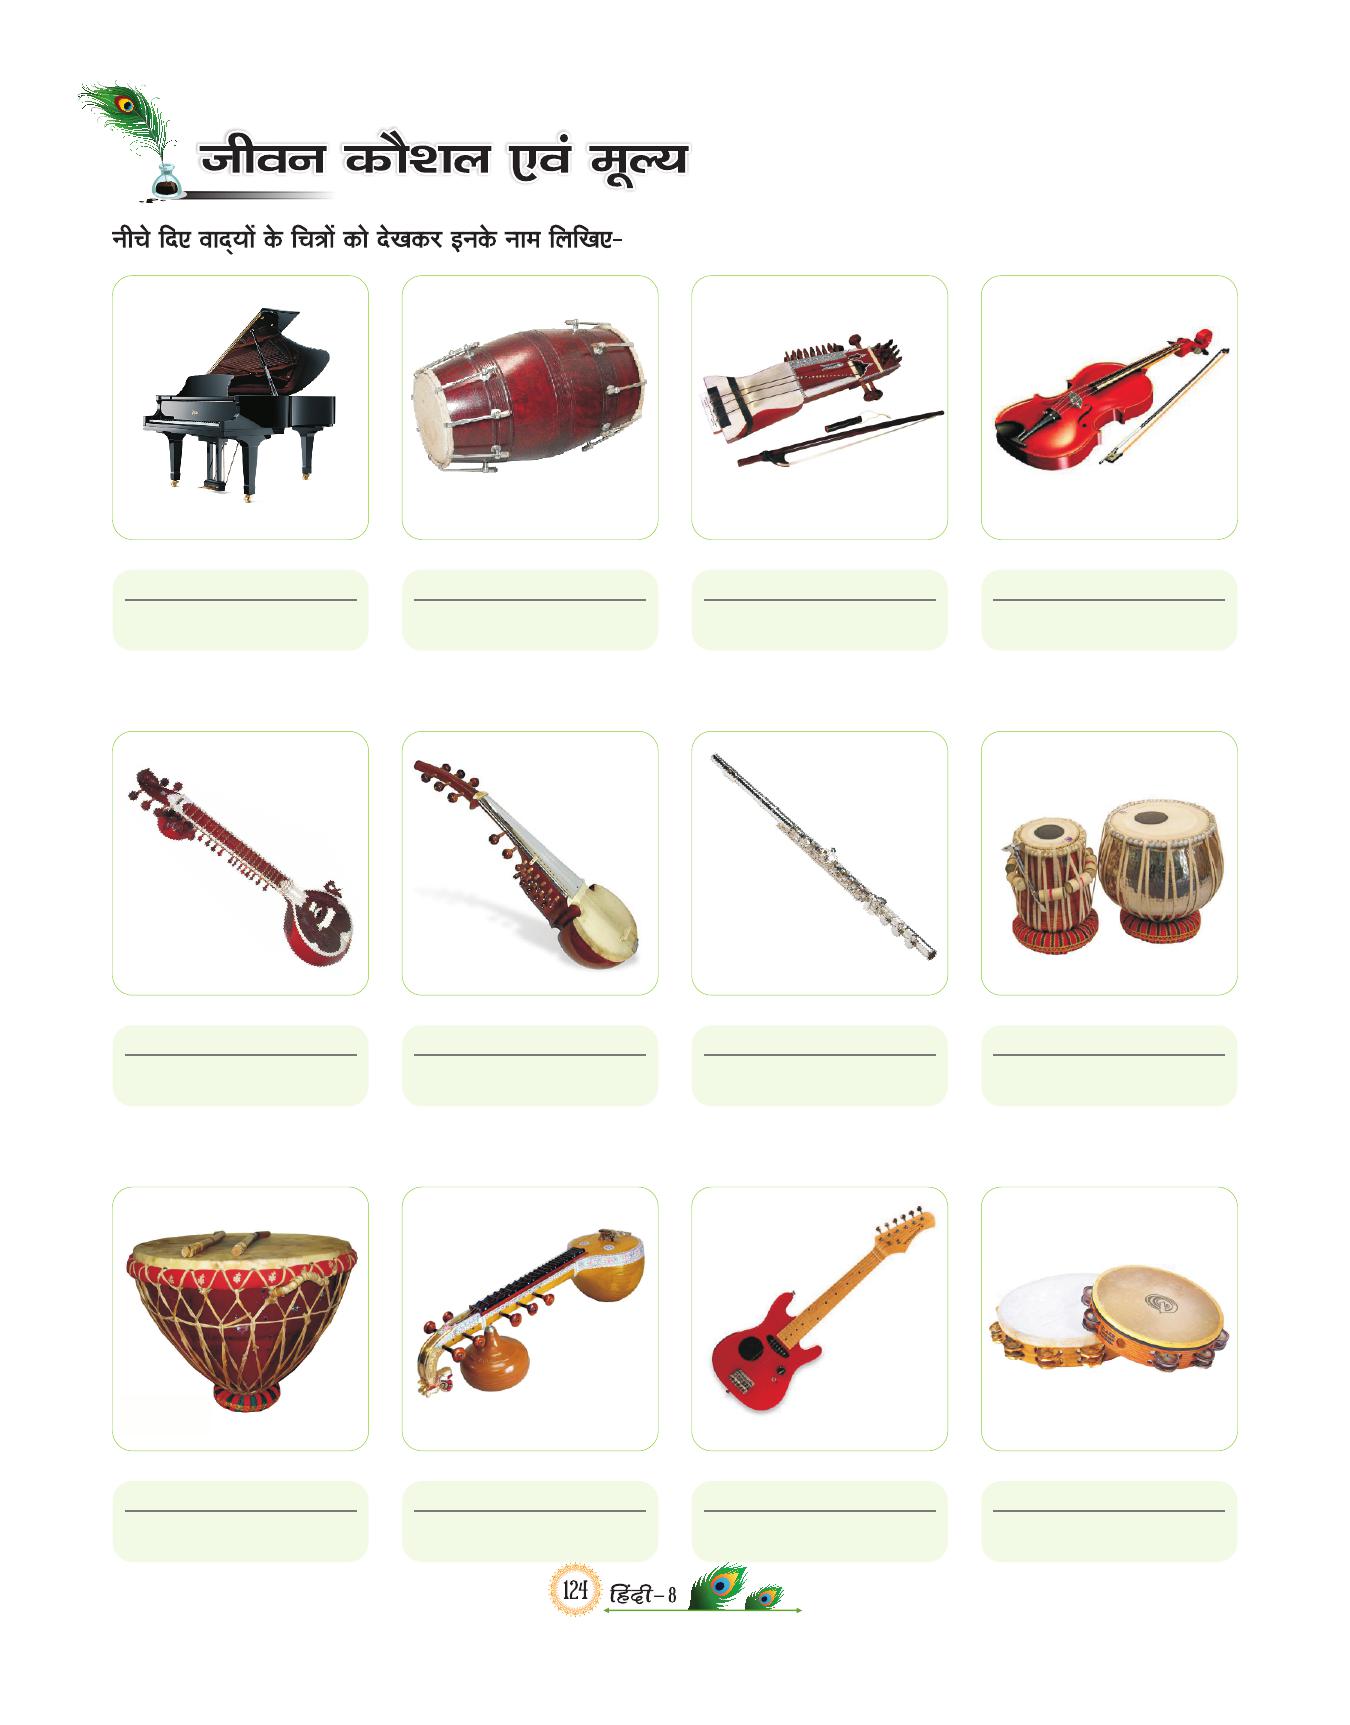 जीवन कौशल एवं मूल्य
नीचे दिए वाद्‌यों के चित्रों को देखकर इनके नाम लिखिए-
124 हिंदी-8